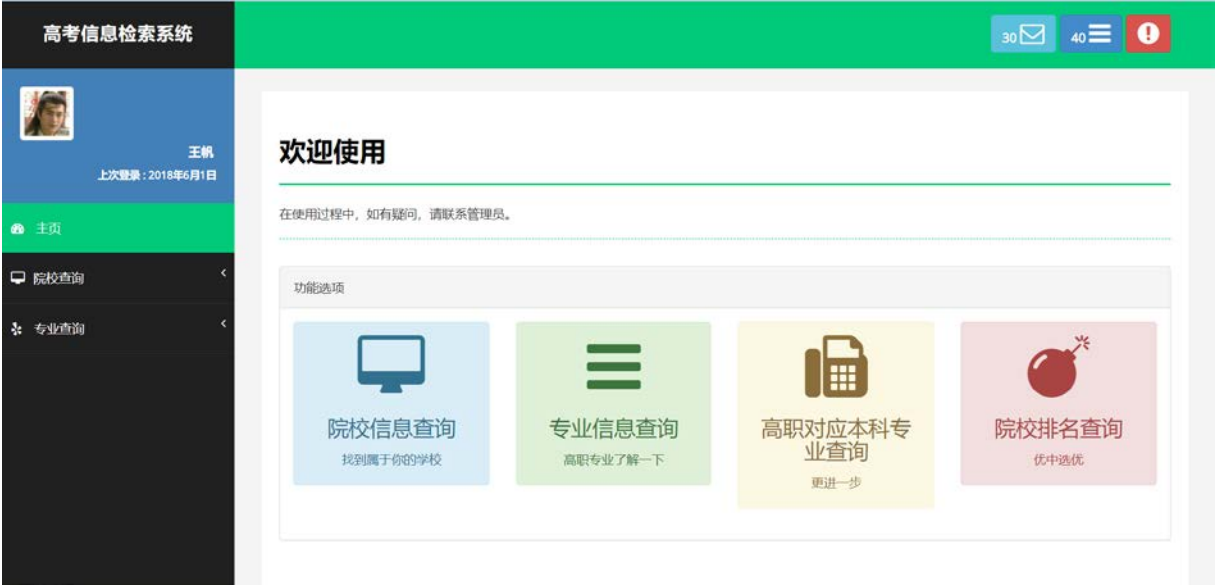 高考信息检索系统
30
40
王帆
上次登录 : 2018年6月1日
主页
院校查询
专业查询
欢迎使用
在使用过程中，如有疑问，请联系管理员。
功能选项
院校信息查询
找到属于你的学校
专业信息查询
高职专业了解一下
高职对应本科专
业查询
更进一步
院校排名查询
优中选优